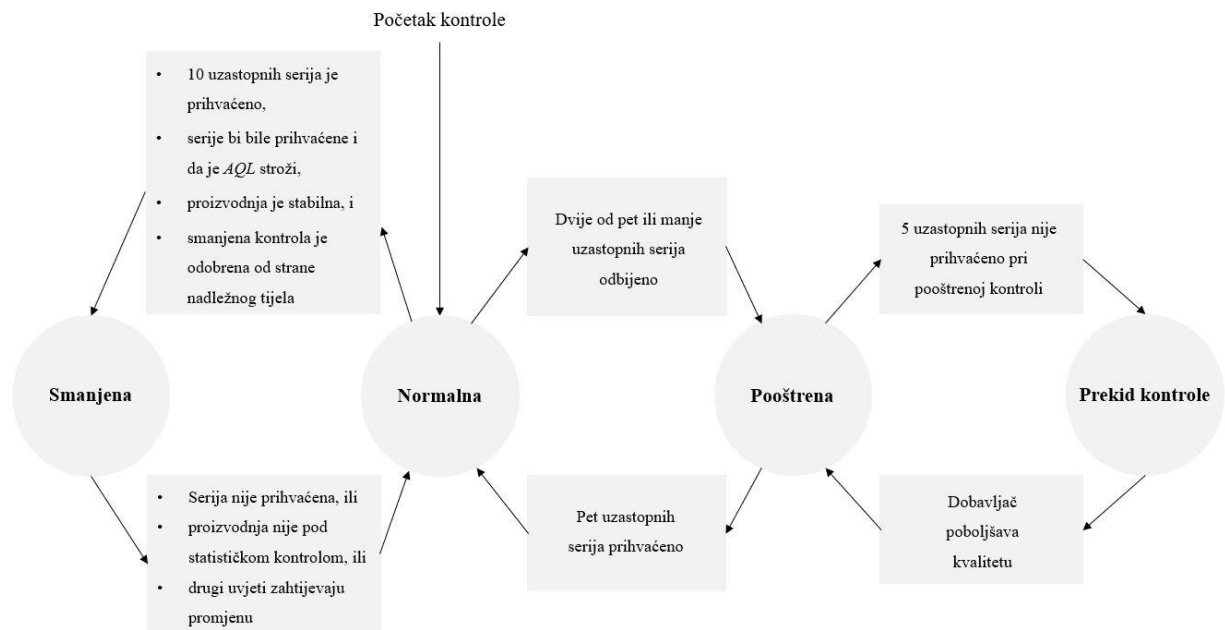 Početak kontrole
• 10 uzastopnih serija je
prihvaćeno,
• serije bi bile prihvaćene i
da je AQL stroži,
• proizvodnja je stabilna, i
• smanjena kontrola je
odobrena od strane
nadležnog tijela
Dvije od pet ili manje
uzastopnih serija
odbijeno
5 uzastopnih serija nije
prihvaćeno pri
pooštrenoj kontroli
Smanjena
Normalna
Pooštrena
Prekid kontrole
• Serija nije prihvaćena, ili
• proizvodnja nije pod
statističkom kontrolom, ili
• drugi uvjeti zahtijevaju
promjenu
Pet uzastopnih
serija prihvaćeno
Dobavljač
poboljšava
kvalitetu